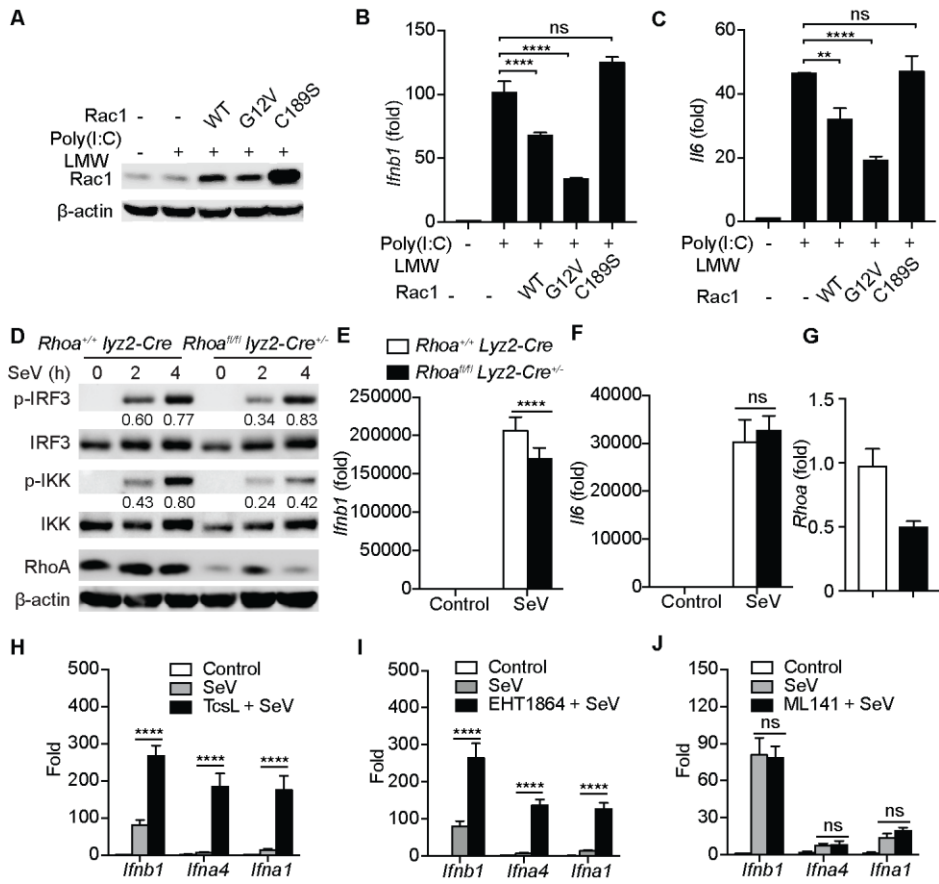 A
Rac1 - - WT G12V C189S
Poly(I:C)
LMW - + + + +
Rac1
β-actin
B
Ifnb1 (fold)
150
100
50
0
ns
****
****
Poly(I:C) - + + + +
LMW
Rac1 - - WT G12V C189S
C
Il6 (fold)
60
40
20
0
ns
****
**
Poly(I:C) - + + + +
LMW
Rac1 - - WT G12V C189S
D
Rhoa+/+ lyz2-Cre Rhoafl/fl lyz2-Cre+/-
SeV (h) 0 2 4 0 2 4
p-IRF3
0.60 0.77 0.34 0.83
IRF3
p-IKK
0.43 0.80 0.24 0.42
IKK
RhoA
β-actin
E
Rhoa+/+ Lyz2-Cre
Rhoafl/fl Lyz2-Cre+/-
Ifnb1 (fold)
250000
200000
150000
100000
50000
0
****
Control SeV
F
Il6 (fold)
40000
30000
20000
10000
0
ns
Control SeV
G
Rhoa (fold)
1.5
1.0
0.5
0
H
Control
SeV
TcsL + SeV
Fold
500
400
300
200
100
0
**** **** ****
Ifnb1 Ifna4 Ifna1
I
Control
SeV
EHT1864 + SeV
Fold
500
400
300
200
100
0
**** **** ****
Ifnb1 Ifna4 Ifna1
J
Control
SeV
ML141 + SeV
Fold
150
120
90
60
30
0
ns ns ns
Ifnb1 Ifna4 Ifna1